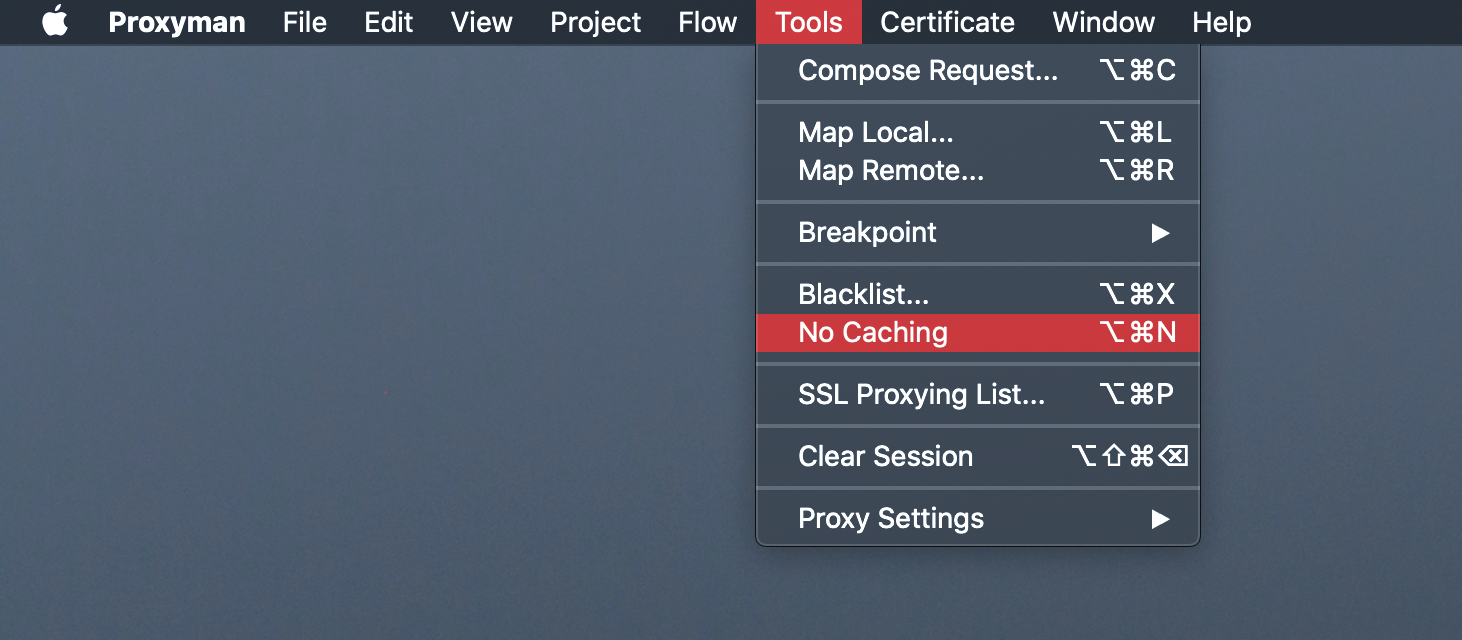 Proxyman File Edit View Project Flow Tools Certificate Window Help
Compose Request... ⌥⌘C
Map Local... ⌥⌘L
Map Remote... ⌥⌘R
Breakpoint ▶
Blacklist... ⌥⌘X
No Caching ⌥⌘N
SSL Proxying List... ⌥⌘P
Clear Session ⌥⇧⌘⌫
Proxy Settings ▶